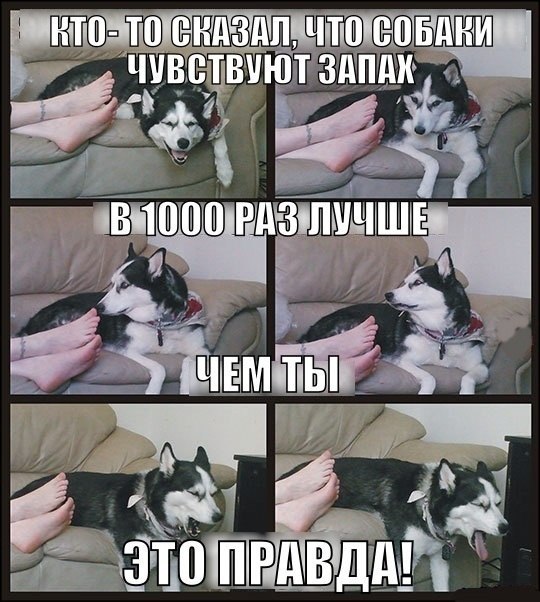 КТО- ТО СКАЗАЛ, ЧТО СОБАКИ
ЧУВСТВУЮТ ЗАПАХ
В 1000 РАЗ ЛУЧШЕ
ЧЕМ ТЫ
ЭТО ПРАВДА!